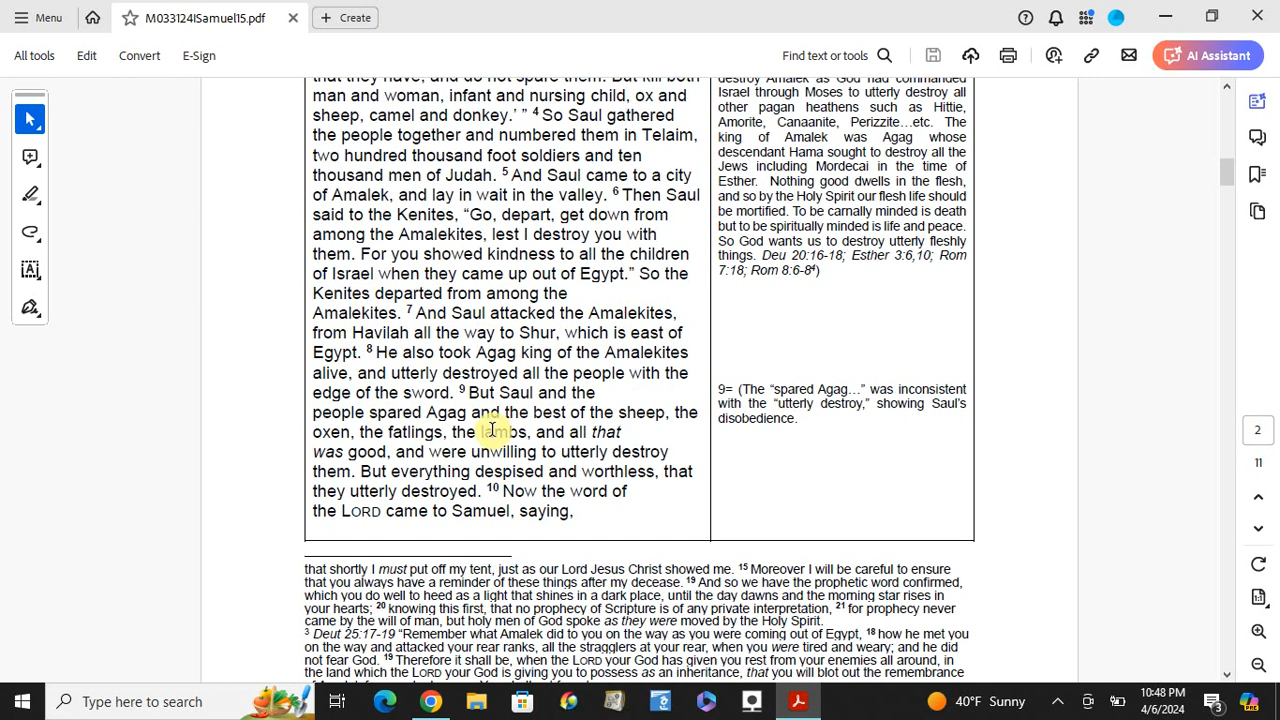 Menu
M033124ISamuel15.pdf
Create
All tools
Edit
Convert
E-Sign
Find text or tools
AI Assistant
that they have, and do not spare them. But kill both
man and woman, infant and nursing child, ox and
sheep, camel and donkey.’ ” 4 So Saul gathered
the people together and numbered them in Telaim,
two hundred thousand foot soldiers and ten
thousand men of Judah. 5 And Saul came to a city
of Amalek, and lay in wait in the valley. 6 Then Saul
said to the Kenites, “Go, depart, get down from
among the Amalekites, lest I destroy you with
them. For you showed kindness to all the children
of Israel when they came up out of Egypt.” So the
Kenites departed from among the
Amalekites. 7 And Saul attacked the Amalekites,
from Havilah all the way to Shur, which is east of
Egypt. 8 He also took Agag king of the Amalekites
alive, and utterly destroyed all the people with the
edge of the sword. 9 But Saul and the
people spared Agag and the best of the sheep, the
oxen, the fatlings, the lambs, and all that
was good, and were unwilling to utterly destroy
them. But everything despised and worthless, that
they utterly destroyed. 10 Now the word of
the LORD came to Samuel, saying,
destroy Amalek as God had commanded
Israel through Moses to utterly destroy all
other pagan heathens such as Hittie,
Amorite, Canaanite, Perizzite…etc. The
king of Amalek was Agag whose
descendant Hama sought to destroy all the
Jews including Mordecai in the time of
Esther. Nothing good dwells in the flesh,
and so by the Holy Spirit our flesh life should
be mortified. To be carnally minded is death
but to be spiritually minded is life and peace.
So God wants us to destroy utterly fleshly
things. Deu 20:16-18; Esther 3:6,10; Rom
7:18; Rom 8:6-8⁴)
9= (The “spared Agag…” was inconsistent
with the “utterly destroy,” showing Saul’s
disobedience.
that shortly I must put off my tent, just as our Lord Jesus Christ showed me. 15 Moreover I will be careful to ensure
that you always have a reminder of these things after my decease. 19 And so we have the prophetic word confirmed,
which you do well to heed as a light that shines in a dark place, until the day dawns and the morning star rises in
your hearts; 20 knowing this first, that no prophecy of Scripture is of any private interpretation, 21 for prophecy never
came by the will of man, but holy men of God spoke as they were moved by the Holy Spirit.
3 Deut 25:17-19 “Remember what Amalek did to you on the way as you were coming out of Egypt, 18 how he met you
on the way and attacked your rear ranks, all the stragglers at your rear, when you were tired and weary; and he did
not fear God. 19 Therefore it shall be, when the LORD your God has given you rest from your enemies all around, in
the land which the LORD your God is giving you to possess as an inheritance, that you will blot out the remembrance
2
11
Type here to search
40°F Sunny
10:48 PM
4/6/2024
3